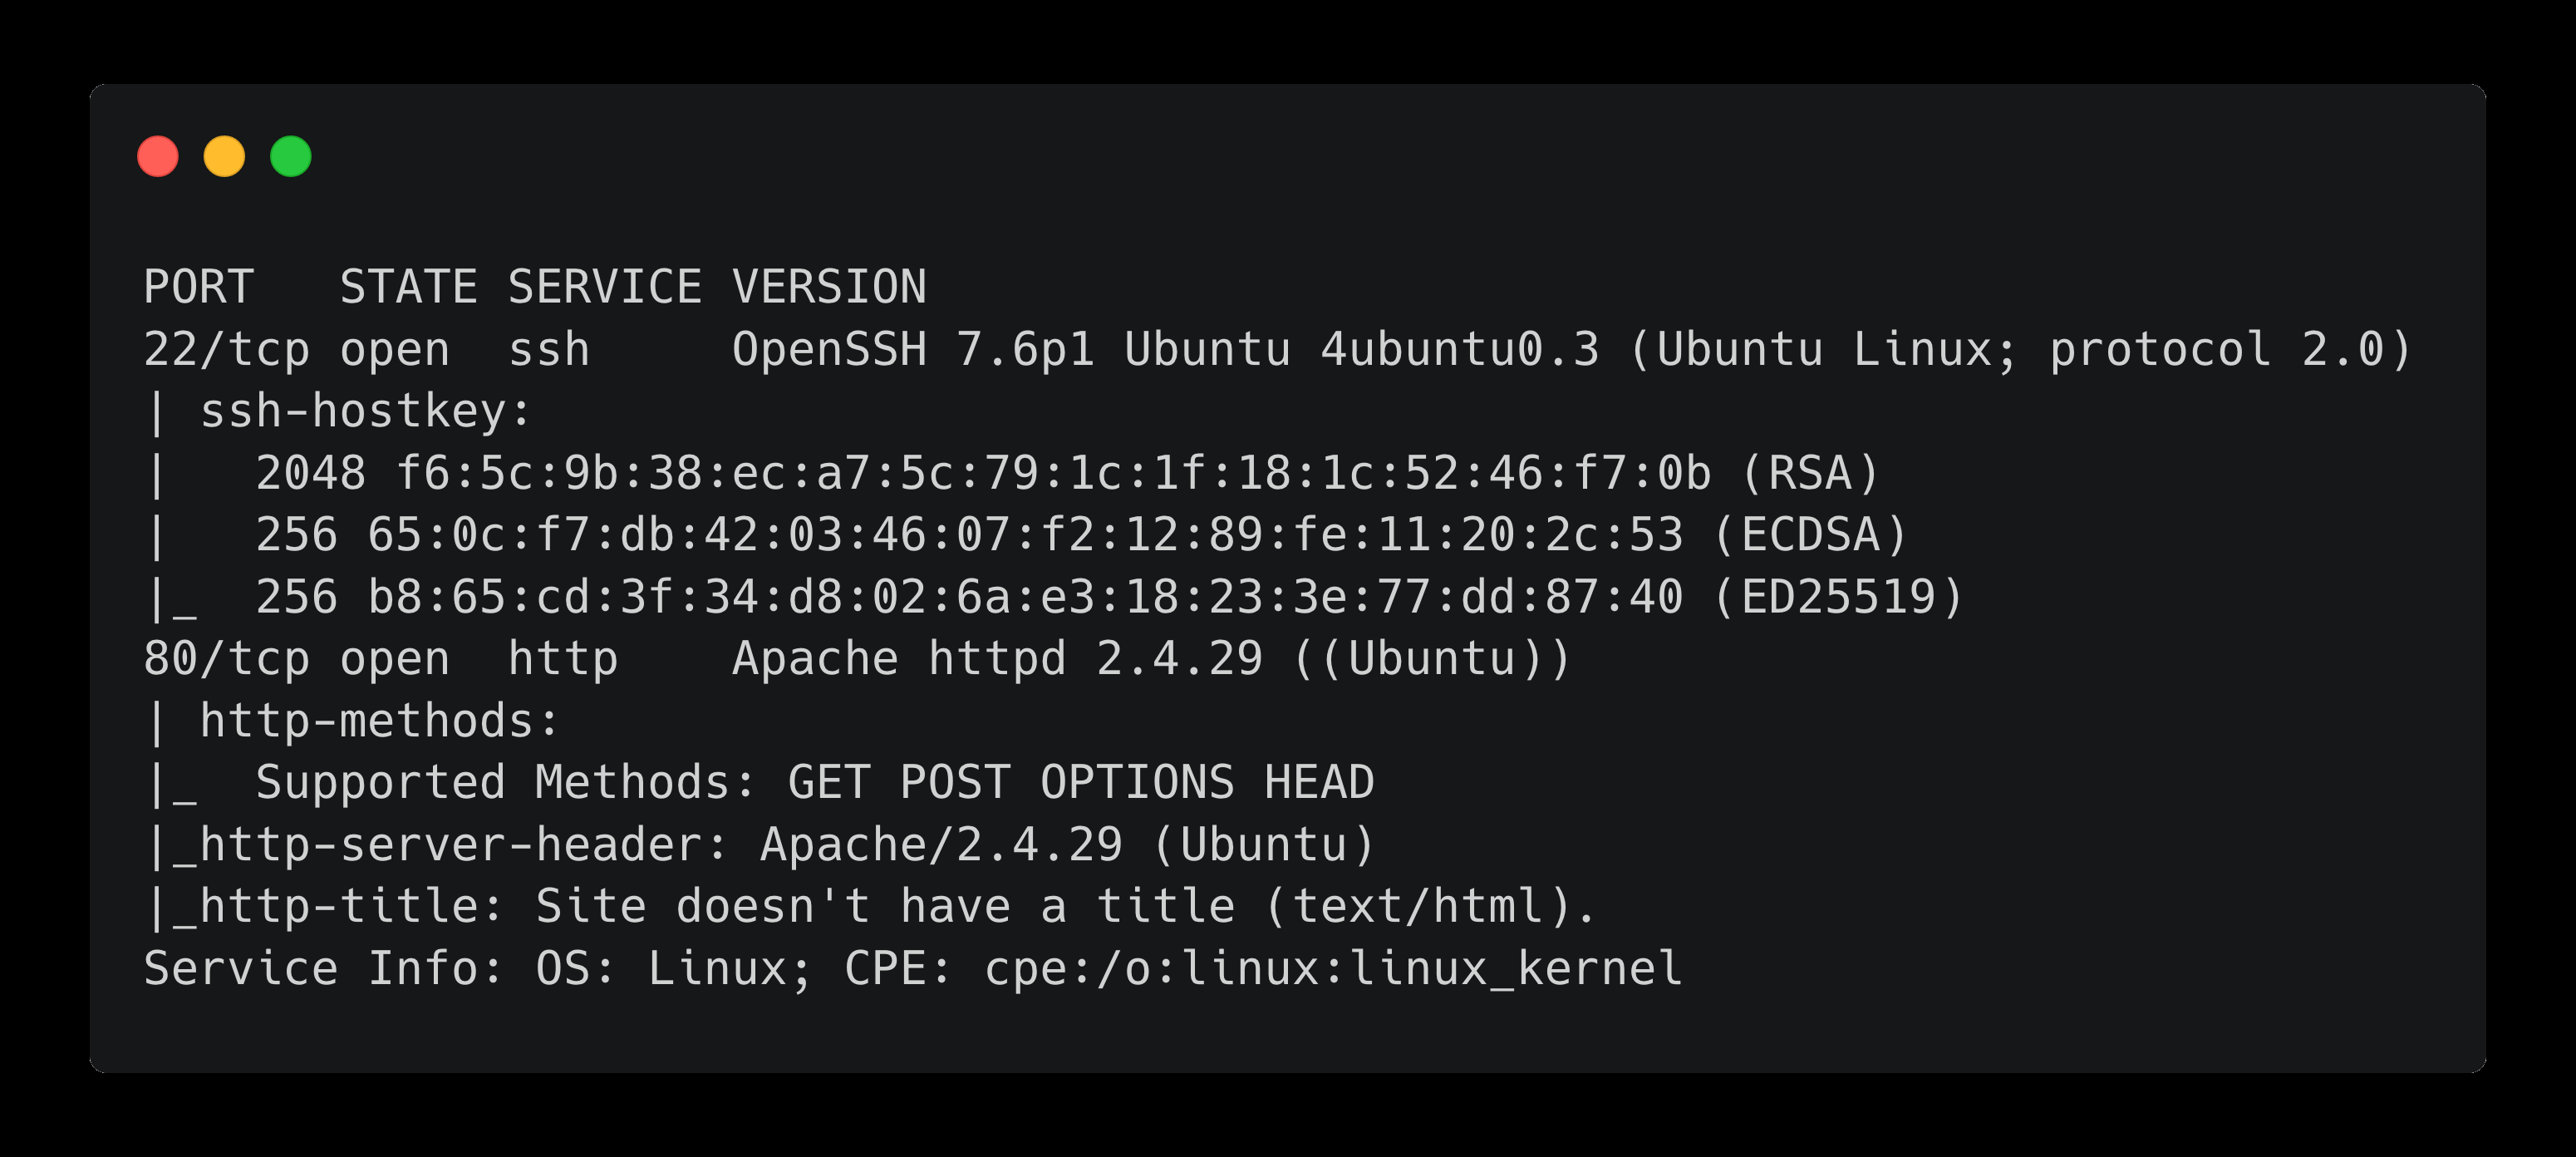 PORT   STATE SERVICE VERSION
22/tcp open  ssh     OpenSSH 7.6p1 Ubuntu 4ubuntu0.3 (Ubuntu Linux; protocol 2.0)
| ssh-hostkey:
|   2048 f6:5c:9b:38:ec:a7:5c:79:1c:1f:18:1c:52:46:f7:0b (RSA)
|   256 65:0c:f7:db:42:03:46:07:f2:12:89:fe:11:20:2c:53 (ECDSA)
|_  256 b8:65:cd:3f:34:d8:02:6a:e3:18:23:3e:77:dd:87:40 (ED25519)
80/tcp open  http    Apache httpd 2.4.29 ((Ubuntu))
| http-methods:
|_  Supported Methods: GET POST OPTIONS HEAD
|_http-server-header: Apache/2.4.29 (Ubuntu)
|_http-title: Site doesn't have a title (text/html).
Service Info: OS: Linux; CPE: cpe:/o:linux:linux_kernel